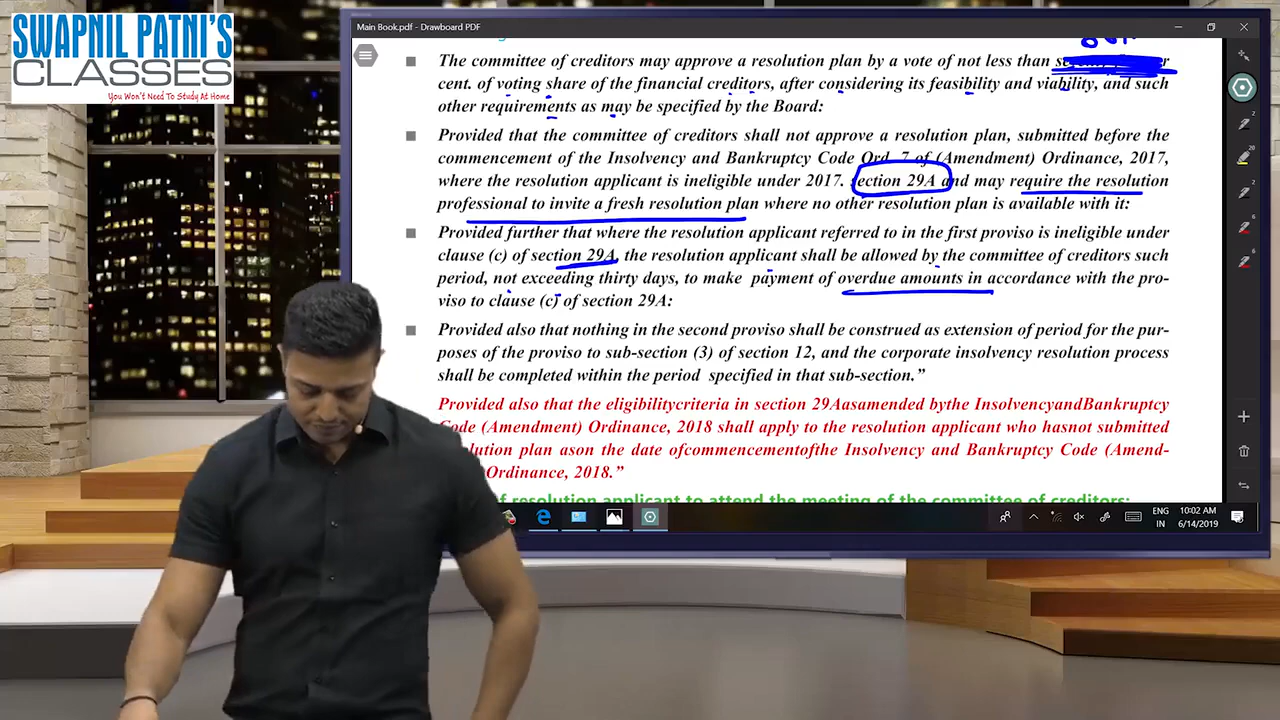 SWAPNIL PATNI'S
CLASSES
You Won't Need To Study At Home
Main Book.pdf - Drawboard PDF
The committee of creditors may approve a resolution plan by a vote of not less than
cent. of voting share of the financial creditors, after considering its feasibility and viability, and such
other requirements as may be specified by the Board:
Provided that the committee of creditors shall not approve a resolution plan, submitted before the
commencement of the Insolvency and Bankruptcy Code Ord. 7 of (Amendment) Ordinance, 2017,
where the resolution applicant is ineligible under 2017. section 29A and may require the resolution
professional to invite a fresh resolution plan where no other resolution plan is available with it:
Provided further that where the resolution applicant referred to in the first proviso is ineligible under
clause (c) of section 29A, the resolution applicant shall be allowed by the committee of creditors such
period, not exceeding thirty days, to make payment of overdue amounts in accordance with the pro-
viso to clause (c) of section 29A:
Provided also that nothing in the second proviso shall be construed as extension of period for the pur-
poses of the proviso to sub-section (3) of section 12, and the corporate insolvency resolution process
shall be completed within the period specified in that sub-section.”
Provided also that the eligibilitycriteria in section 29Aasamended bythe InsolvencyandBankruptcy
Code (Amendment) Ordinance, 2018 shall apply to the resolution applicant who hasnot submitted
lution plan ason the date ofcommencementofthe Insolvency and Bankruptcy Code (Amend-
Ordinance, 2018.”
of resolution applicant to attend the meeting of the committee of creditors:
ENG
IN
10:02 AM
6/14/2019